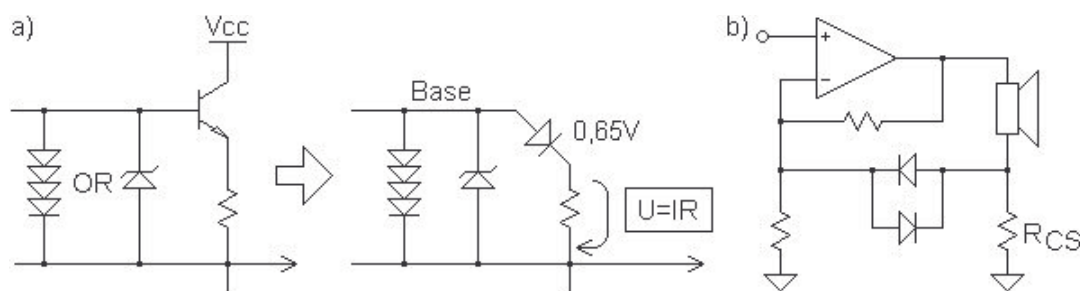 a)
Vcc
b)
+
−
Base
0,65V
OR
U=IR
RCS